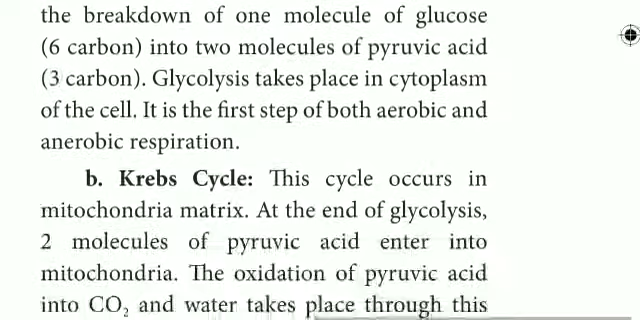 the breakdown of one molecule of glucose
(6 carbon) into two molecules of pyruvic acid
(3 carbon). Glycolysis takes place in cytoplasm
of the cell. It is the first step of both aerobic and
anerobic respiration.
b. Krebs Cycle: This cycle occurs in
mitochondria matrix. At the end of glycolysis,
2 molecules of pyruvic acid enter into
mitochondria. The oxidation of pyruvic acid
into CO₂ and water takes place through this